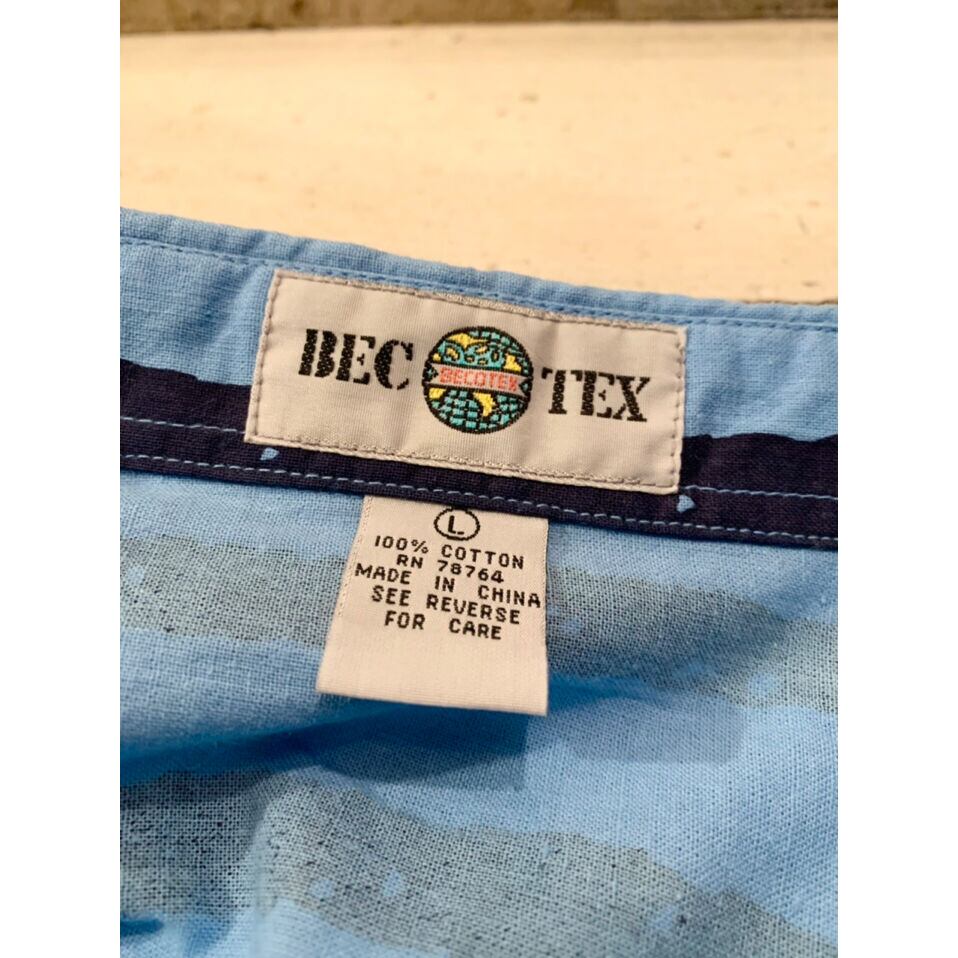 BEC BECOTEX TEX
L
100% COTTON
RN 78764
MADE IN CHINA
SEE REVERSE
FOR CARE